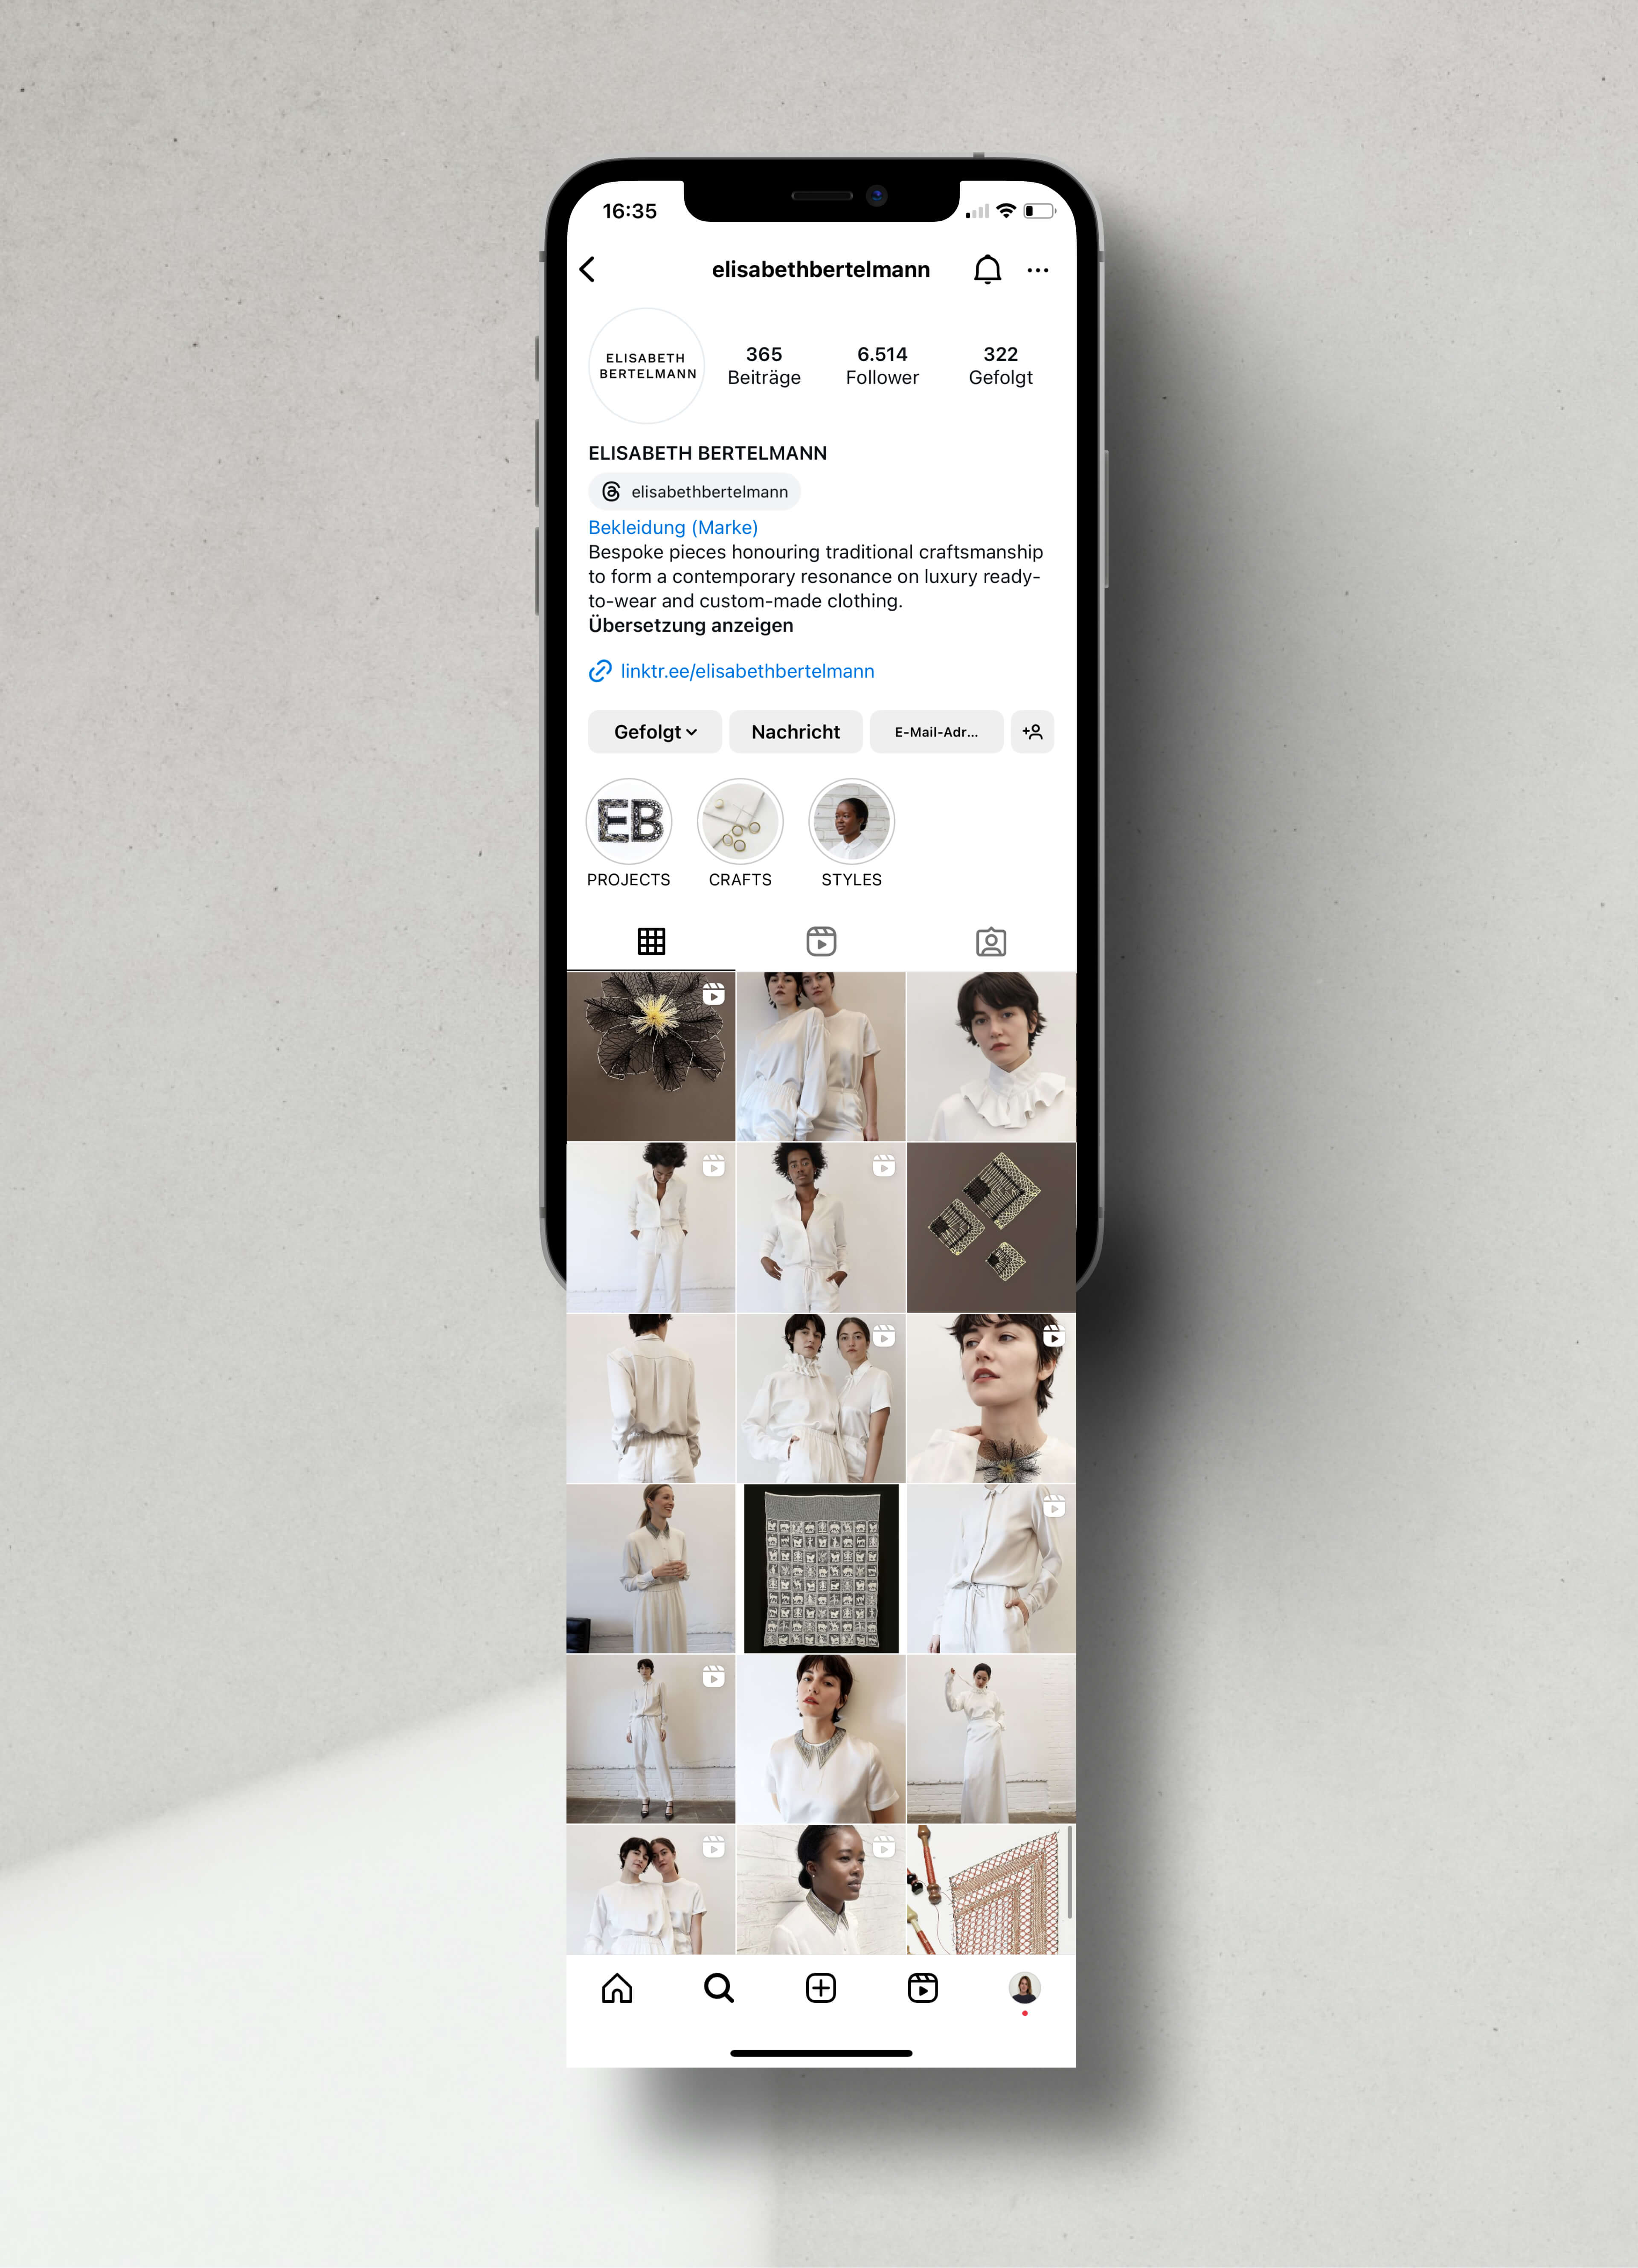 16:35
elisabethbertelmann
ELISABETH
BERTELMANN
365
Beiträge
6.514
Follower
322
Gefolgt
ELISABETH BERTELMANN
elisabethbertelmann
Bekleidung (Marke)
Bespoke pieces honouring traditional craftsmanship
to form a contemporary resonance on luxury ready-
to-wear and custom-made clothing.
Übersetzung anzeigen
linktr.ee/elisabethbertelmann
Gefolgt
Nachricht
E-Mail-Adr...
EB
PROJECTS
CRAFTS
STYLES